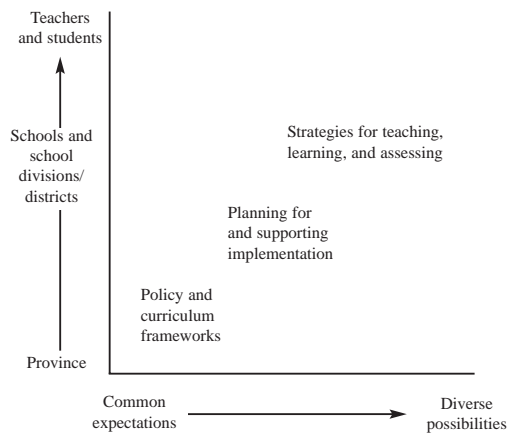 Teachers
and students
Schools and
school
divisions/
districts
Province
Strategies for teaching,
learning, and assessing
Planning for
and supporting
implementation
Policy and
curriculum
frameworks
Common
expectations
Diverse
possibilities